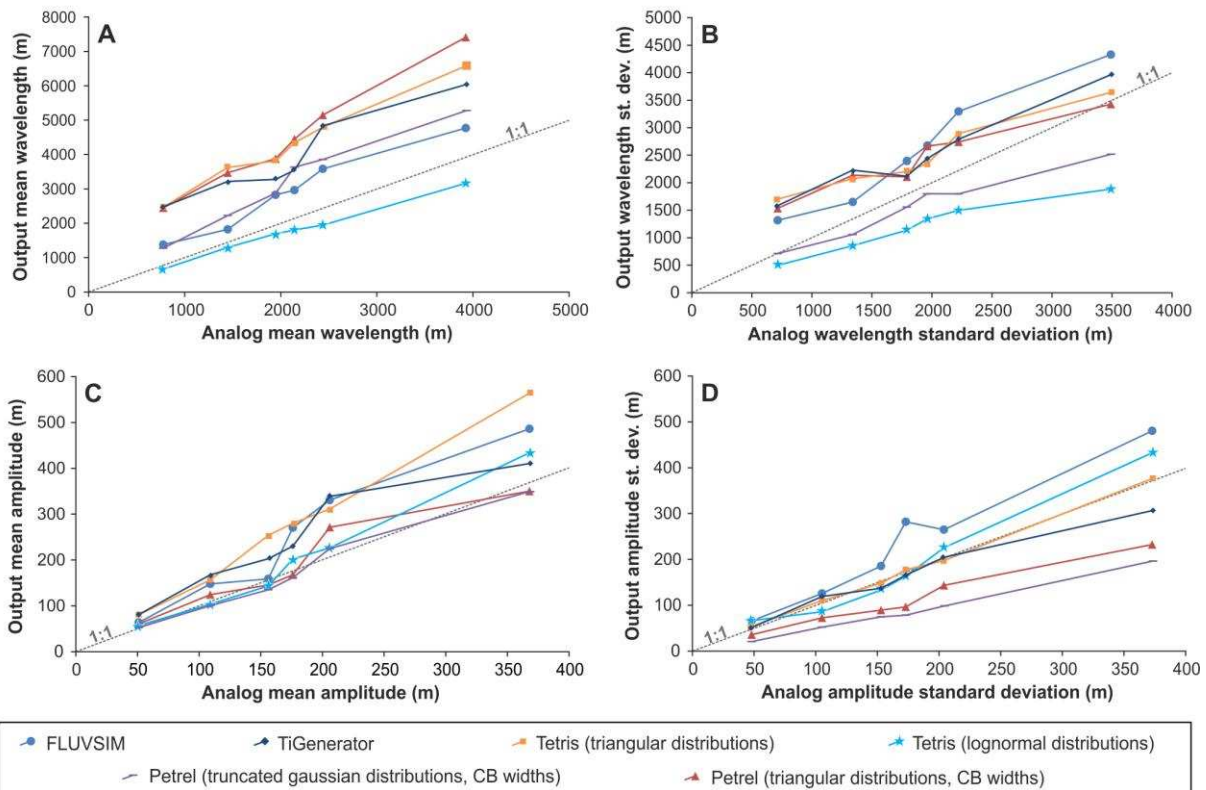 A
Output mean wavelength (m)
8000
7000
6000
5000
4000
3000
2000
1000
0
0 1000 2000 3000 4000 5000
1:1
Analog mean wavelength (m)
B
Output wavelength st. dev. (m)
5000
4500
4000
3500
3000
2500
2000
1500
1000
500
0
0 500 1000 1500 2000 2500 3000 3500 4000
1:1
Analog wavelength standard deviation (m)
C
Output mean amplitude (m)
600
500
400
300
200
100
0
0 50 100 150 200 250 300 350 400
1:1
Analog mean amplitude (m)
D
Output amplitude st. dev. (m)
600
500
400
300
200
100
0
0 50 100 150 200 250 300 350 400
1:1
Analog amplitude standard deviation (m)
FLUVSIM TiGenerator Tetris (triangular distributions) Tetris (lognormal distributions)
Petrel (truncated gaussian distributions, CB widths) Petrel (triangular distributions, CB widths)